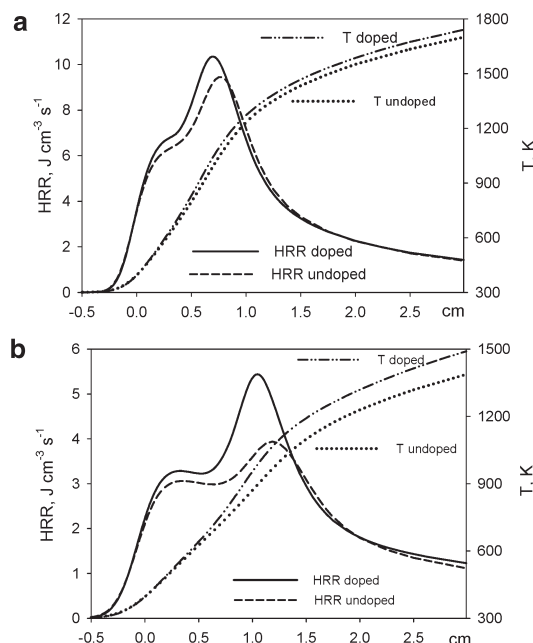 a
12
1800
T doped
10
1500
8
T undoped
1200
6
900
4
HRR doped
600
2
HRR undoped
0
300
-0.5 0.0 0.5 1.0 1.5 2.0 2.5 cm
HRR, J cm-3 s-1
T, K
b
6
1500
T doped
5
1200
4
T undoped
900
3
2
600
HRR doped
1
HRR undoped
0
300
-0.5 0.0 0.5 1.0 1.5 2.0 2.5 cm
HRR, J cm-3 s-1
T, K